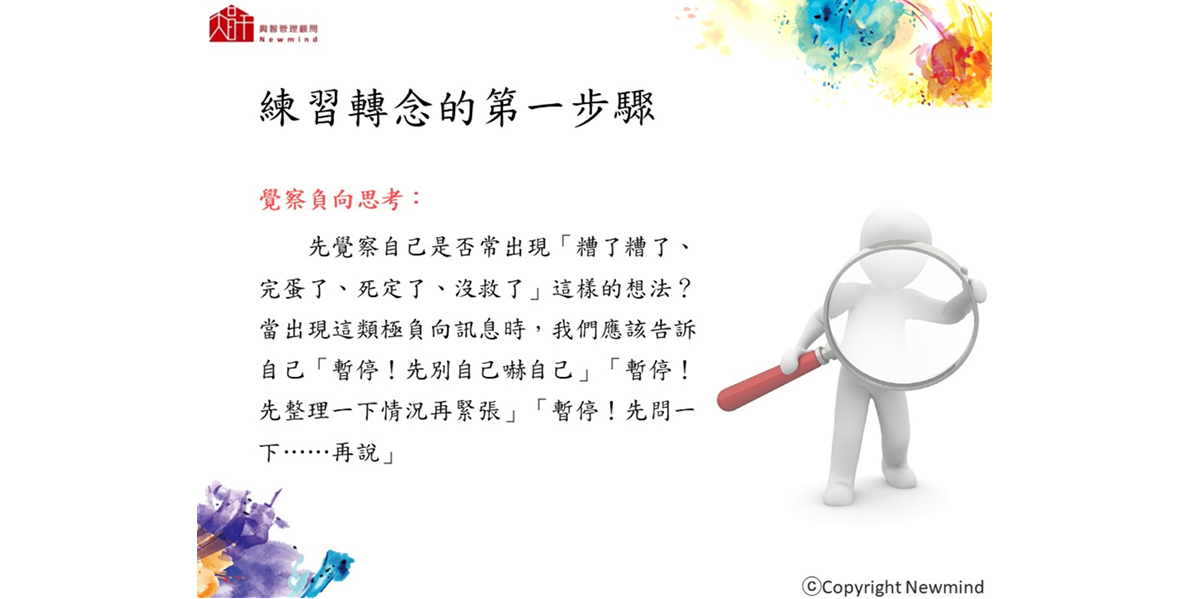 興智管理顧問
Newmind
練習轉念的第一步驟
覺察負向思考：
先覺察自己是否常出現「糟了糟了、
完蛋了、死定了、沒救了」這樣的想法？
當出現這類極負向訊息時，我們應該告訴
自己「暫停！先別自己嚇自己」「暫停！
先整理一下情況再緊張」「暫停！先問一
下⋯⋯再說」
ⓒCopyright Newmind